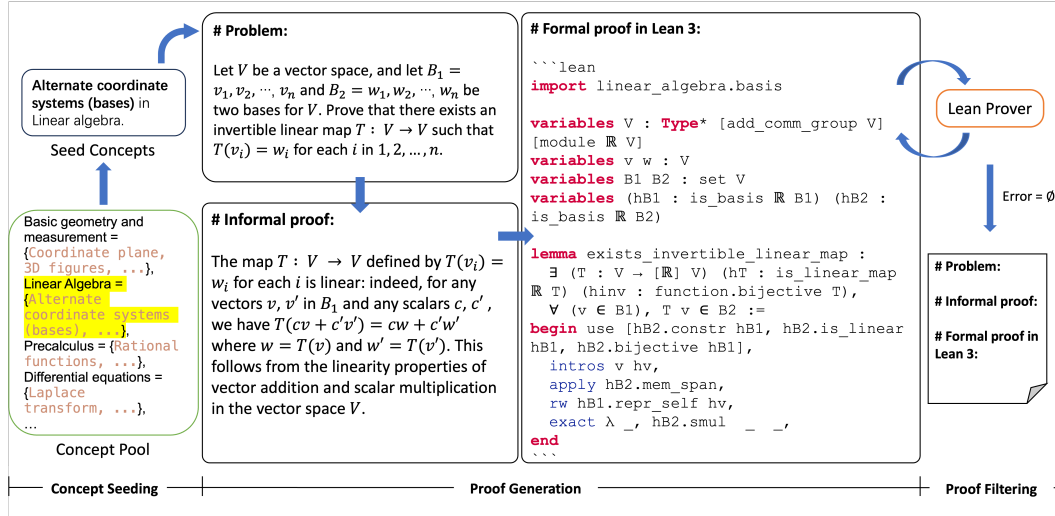 Alternate coordinate
systems (bases) in
Linear algebra.
Seed Concepts
Basic geometry and
measurement =
{Coordinate plane,
3D figures, ...},
Linear Algebra =
{Alternate
coordinate systems
(bases), ...},
Precalculus = {Rational
functions, ...},
Differential equations =
{Laplace
transform, ...},
...
Concept Pool
# Problem:
Let V be a vector space, and let B₁ =
v₁, v₂, ⋯, vₙ and B₂ = w₁, w₂, ⋯, wₙ be
two bases for V. Prove that there exists an
invertible linear map T : V → V such that
T(vᵢ) = wᵢ for each i in 1, 2, … , n.
# Informal proof:
The map T : V → V defined by T(vᵢ) =
wᵢ for each i is linear: indeed, for any
vectors v, v′ in B₁ and any scalars c, c′ ,
we have T(cv + c′v′) = cw + c′w′
where w = T(v) and w′ = T(v′). This
follows from the linearity properties of
vector addition and scalar multiplication
in the vector space V.
# Formal proof in Lean 3:
```lean
import linear_algebra.basis
variables V : Type* [add_comm_group V]
[module ℝ V]
variables v w : V
variables B1 B2 : set V
variables (hB1 : is_basis ℝ B1) (hB2 :
is_basis ℝ B2)
lemma exists_invertible_linear_map :
∃ (T : V → [ℝ] V) (hT : is_linear_map
ℝ T) (hinv : function.bijective T),
∀ (v ∈ B1), T v ∈ B2 :=
begin use [hB2.constr hB1, hB2.is_linear
hB1, hB2.bijective hB1],
intros v hv,
apply hB2.mem_span,
rw hB1.repr_self hv,
exact λ _, hB2.smul _ _,
end
```
Lean Prover
Error = ∅
# Problem:
# Informal proof:
# Formal proof in
Lean 3:
Concept Seeding
Proof Generation
Proof Filtering